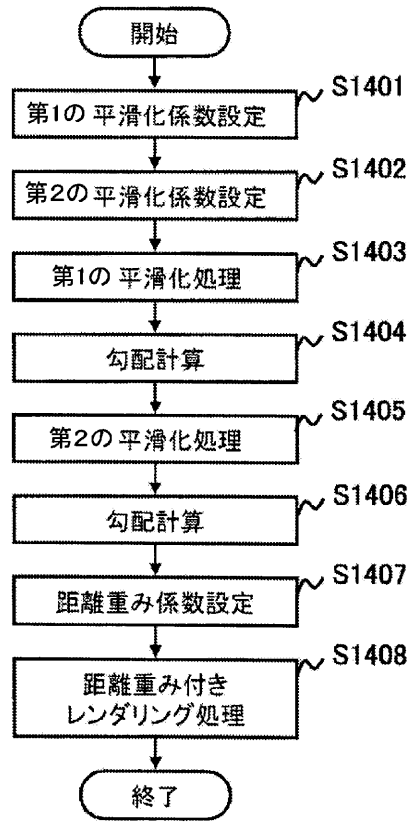 開始
S1401
第1の 平滑化係数設定
S1402
第2の 平滑化係数設定
S1403
第1の 平滑化処理
S1404
勾配計算
S1405
第2の 平滑化処理
S1406
勾配計算
S1407
距離重み係数設定
S1408
距離重み付き
レンダリング処理
終了